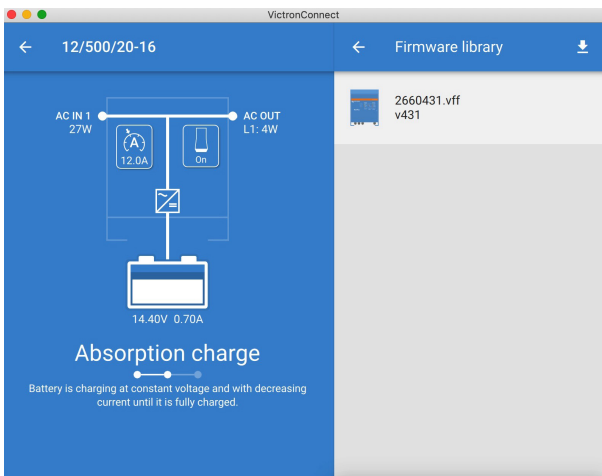 VictronConnect
12/500/20-16
AC IN 1
27W
A
12.0A
On
AC OUT
L1: 4W
14.40V 0.70A
Absorption charge
Battery is charging at constant voltage and with decreasing
current until it is fully charged.
Firmware library
2660431.vff
v431